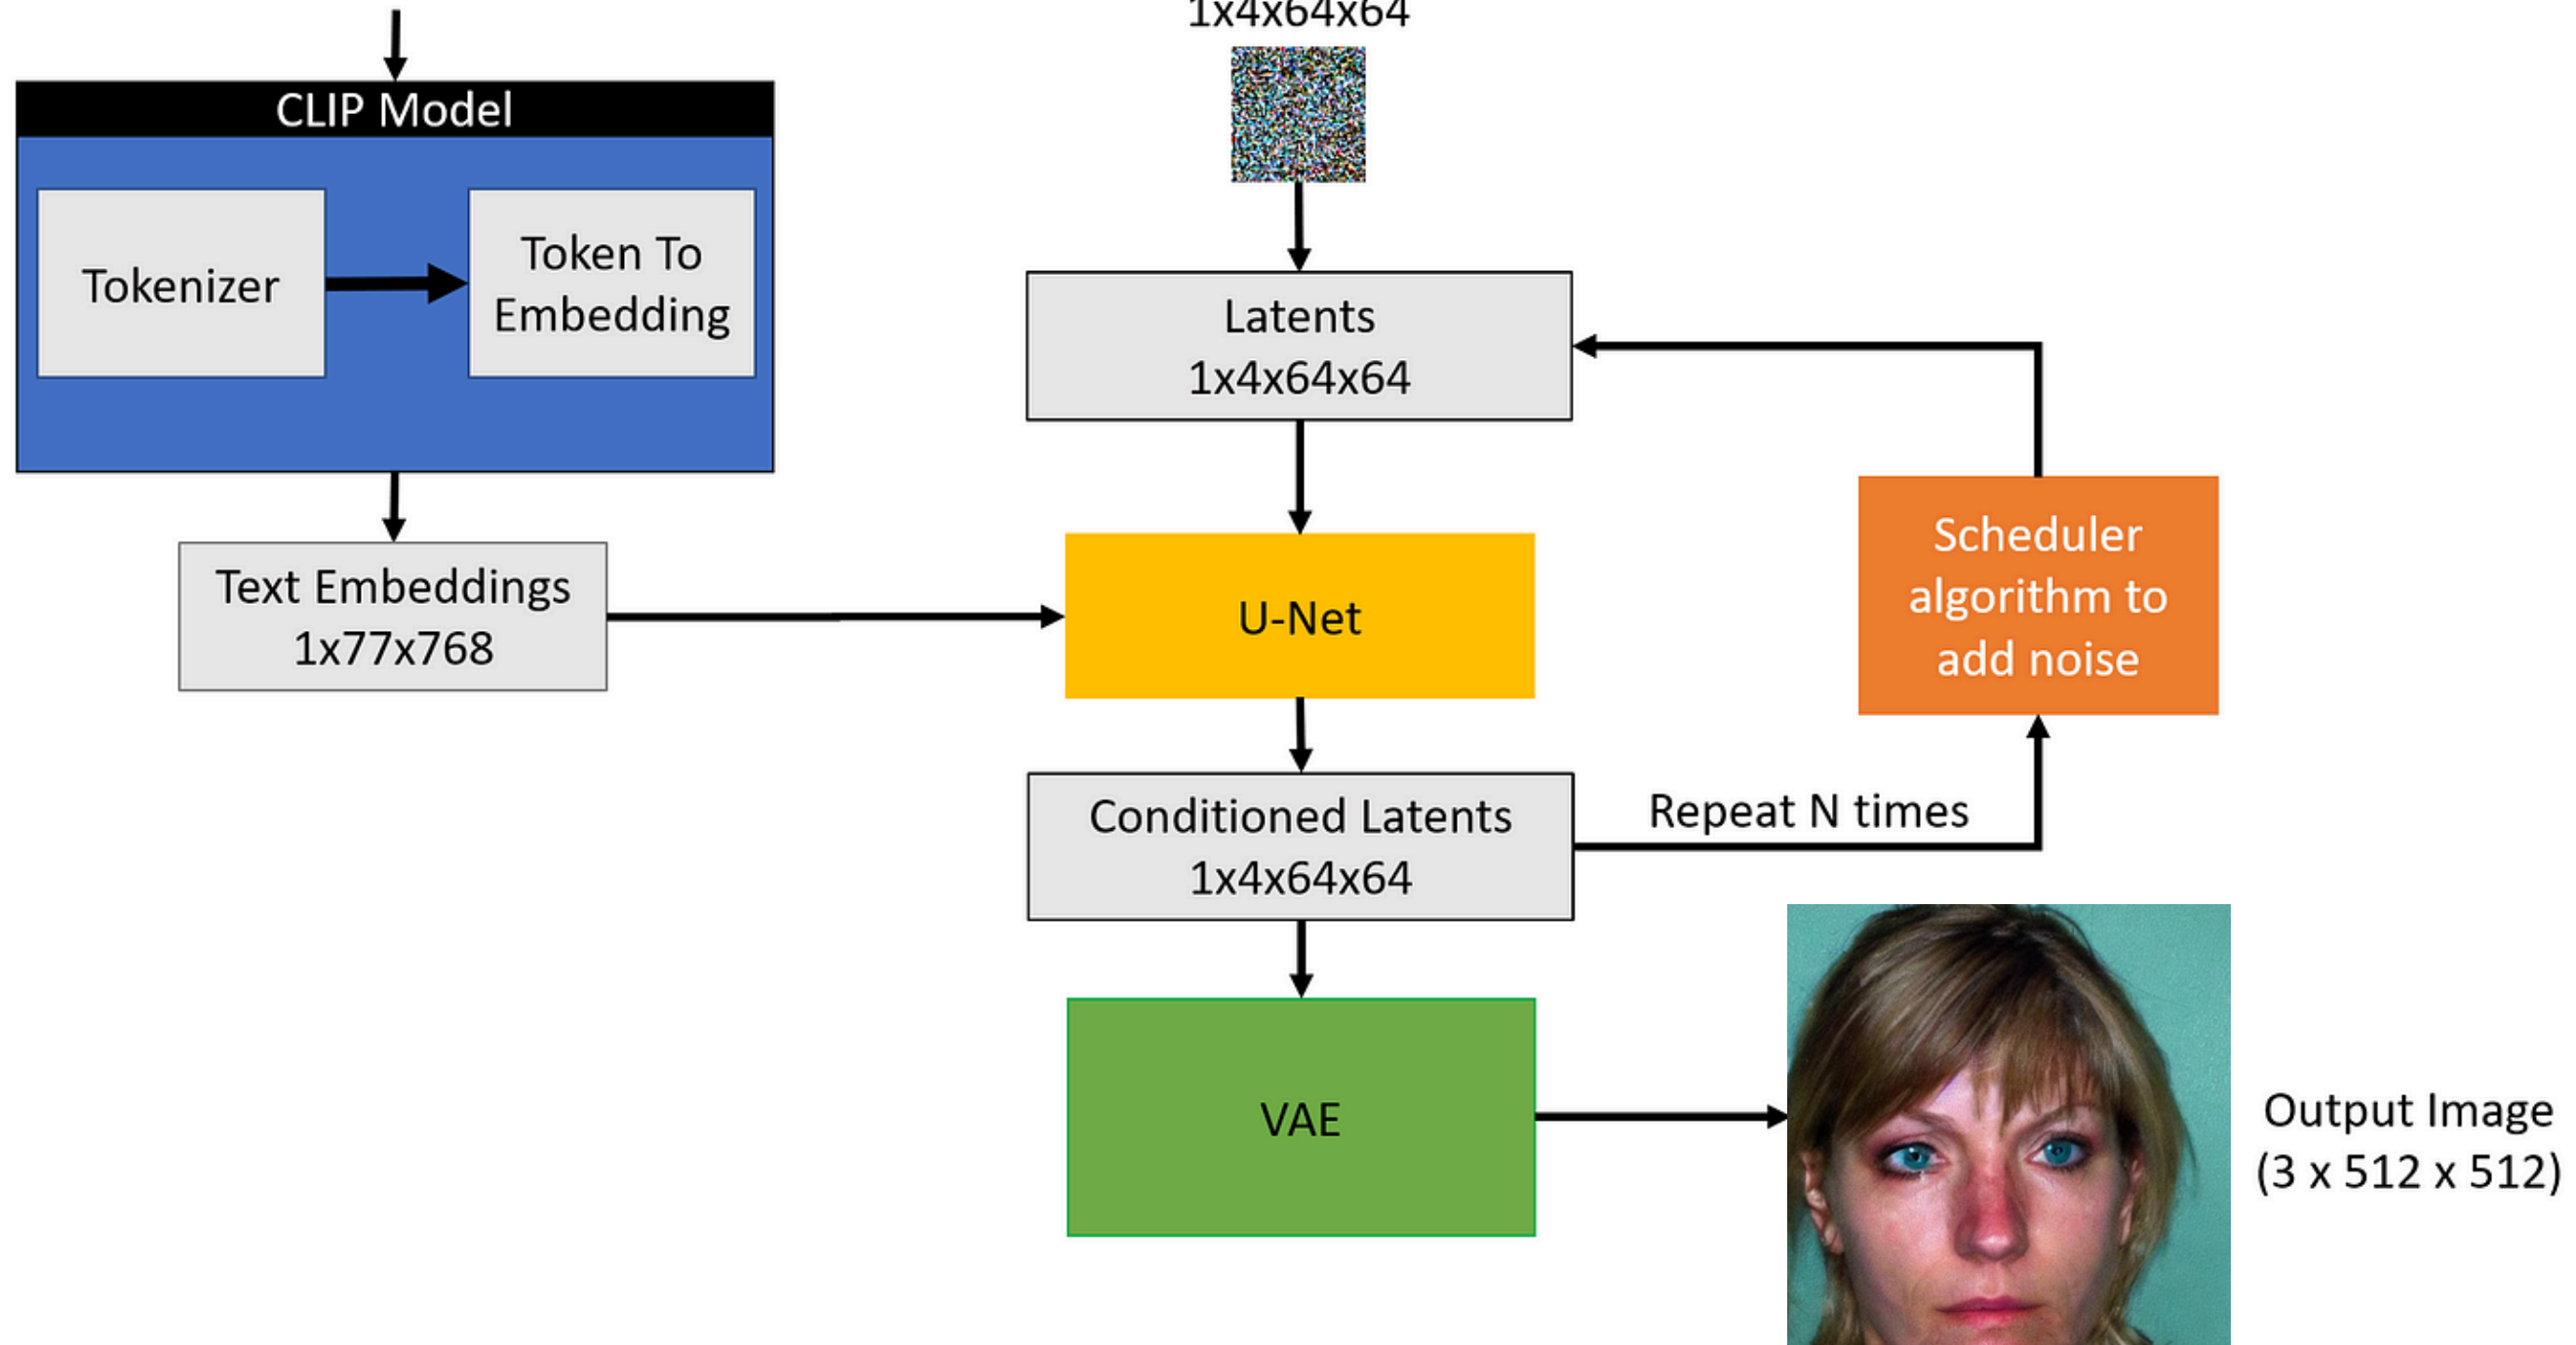 1x4x64x64
CLIP Model
Tokenizer
Token To
Embedding
Latents
1x4x64x64
Scheduler
algorithm to
add noise
Text Embeddings
1x77x768
U-Net
Conditioned Latents
1x4x64x64
Repeat N times
VAE
Output Image
(3 x 512 x 512)